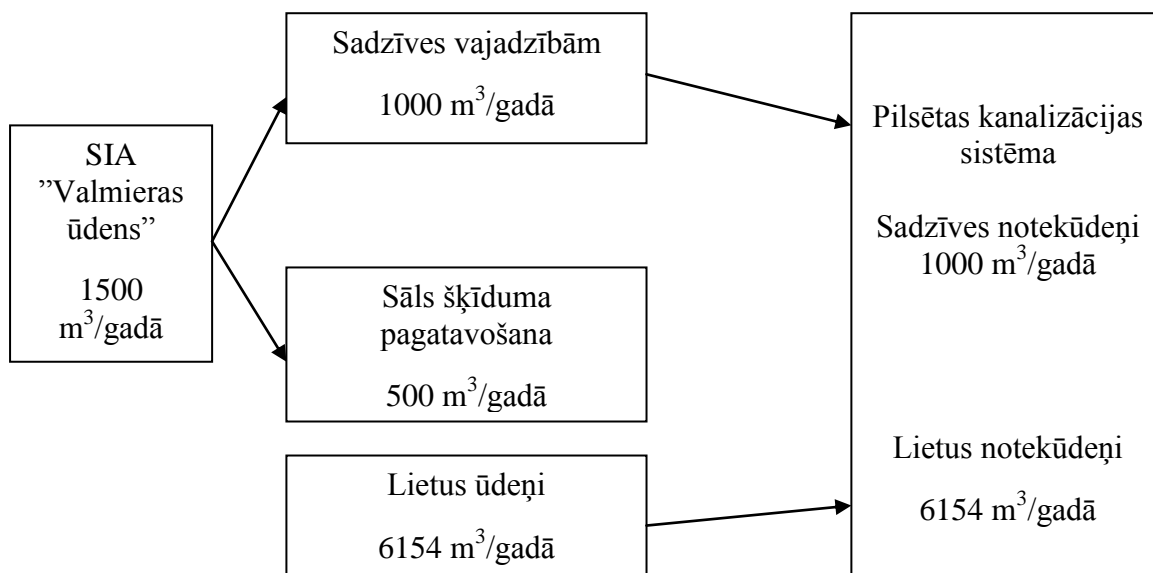 SIA
”Valmieras
ūdens”
1500
m³/gadā
Sadzīves vajadzībām
1000 m³/gadā
Sāls šķīduma
pagatavošana
500 m³/gadā
Lietus ūdeņi
6154 m³/gadā
Pilsētas kanalizācijas
sistēma
Sadzīves notekūdeņi
1000 m³/gadā
Lietus notekūdeņi
6154 m³/gadā